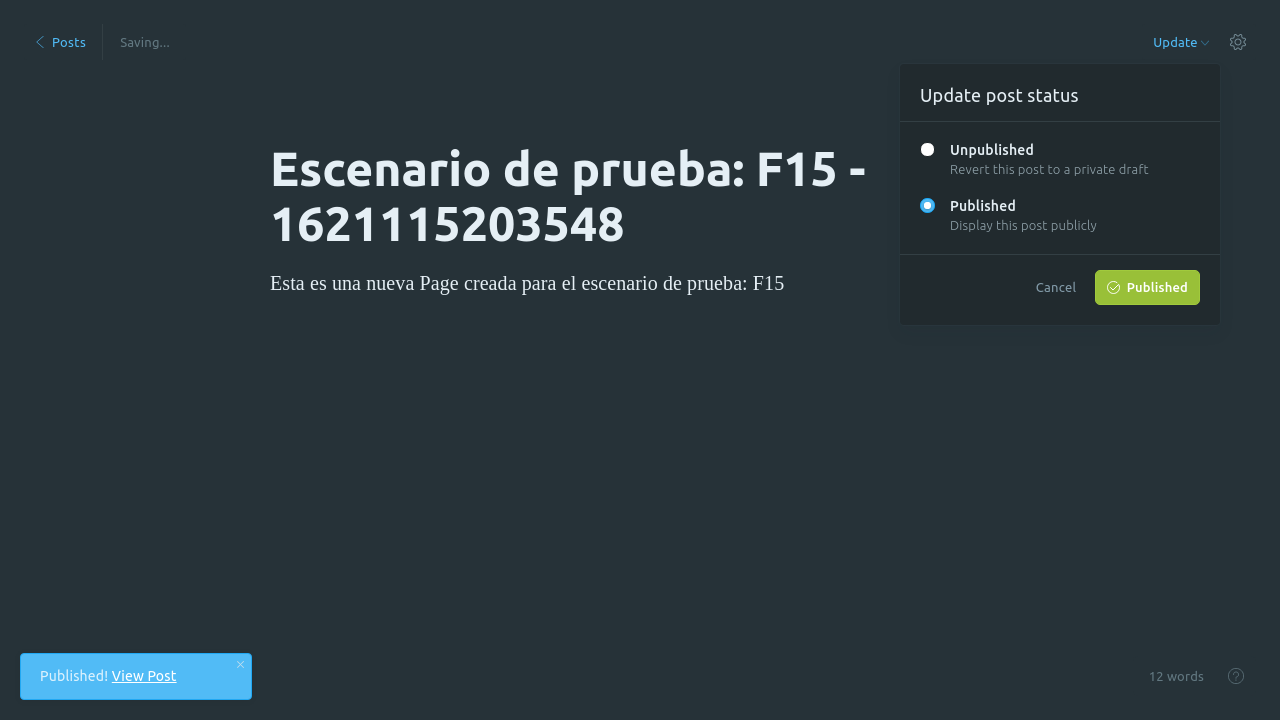 Posts
Saving...
Update
Update post status
Unpublished
Revert this post to a private draft
Published
Display this post publicly
Cancel
Published
Escenario de prueba: F15 -
1621115203548
Esta es una nueva Page creada para el escenario de prueba: F15
Published! View Post
12 words